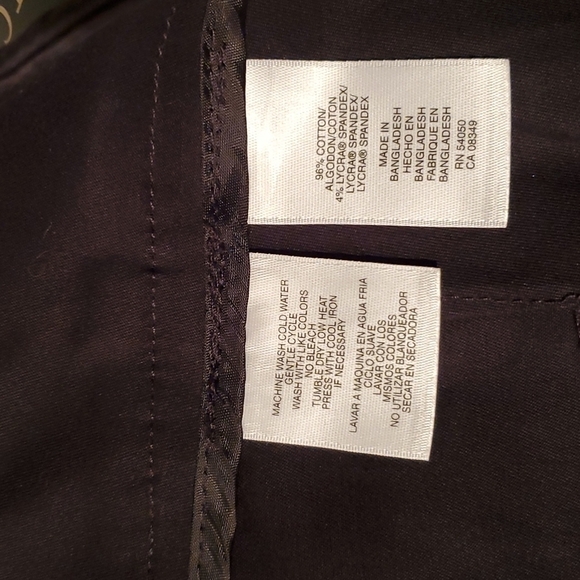 96% COTTON/
ALGODON/COTON
4% LYCRA® SPANDEX/
LYCRA® SPANDEX/
LYCRA® SPANDEX
MADE IN
BANGLADESH
HECHO EN
BANGLADESH
FABRIQUE EN
BANGLADESH
RN 54050
CA 08349
MACHINE WASH COLD WATER
GENTLE CYCLE
WASH WITH LIKE COLORS
NO BLEACH
TUMBLE DRY LOW HEAT
PRESS WITH COOL IRON
IF NECESSARY
LAVAR A MAQUINA EN AGUA FRIA
CICLO SUAVE
LAVAR CON LOS
MISMOS COLORES
NO UTILIZAR BLANQUEADOR
SECAR EN SECADORA